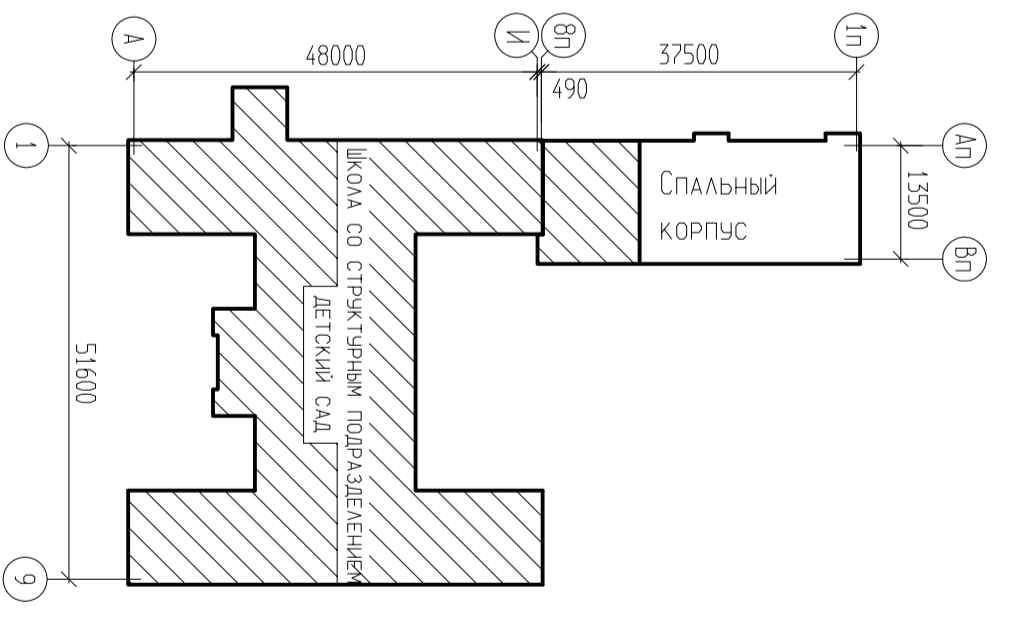 А
И
8п
1п
48000
490
37500
1
Ап
13500
Вп
Спальный
корпус
Школа со структурным подразделением
детский сад
51600
9